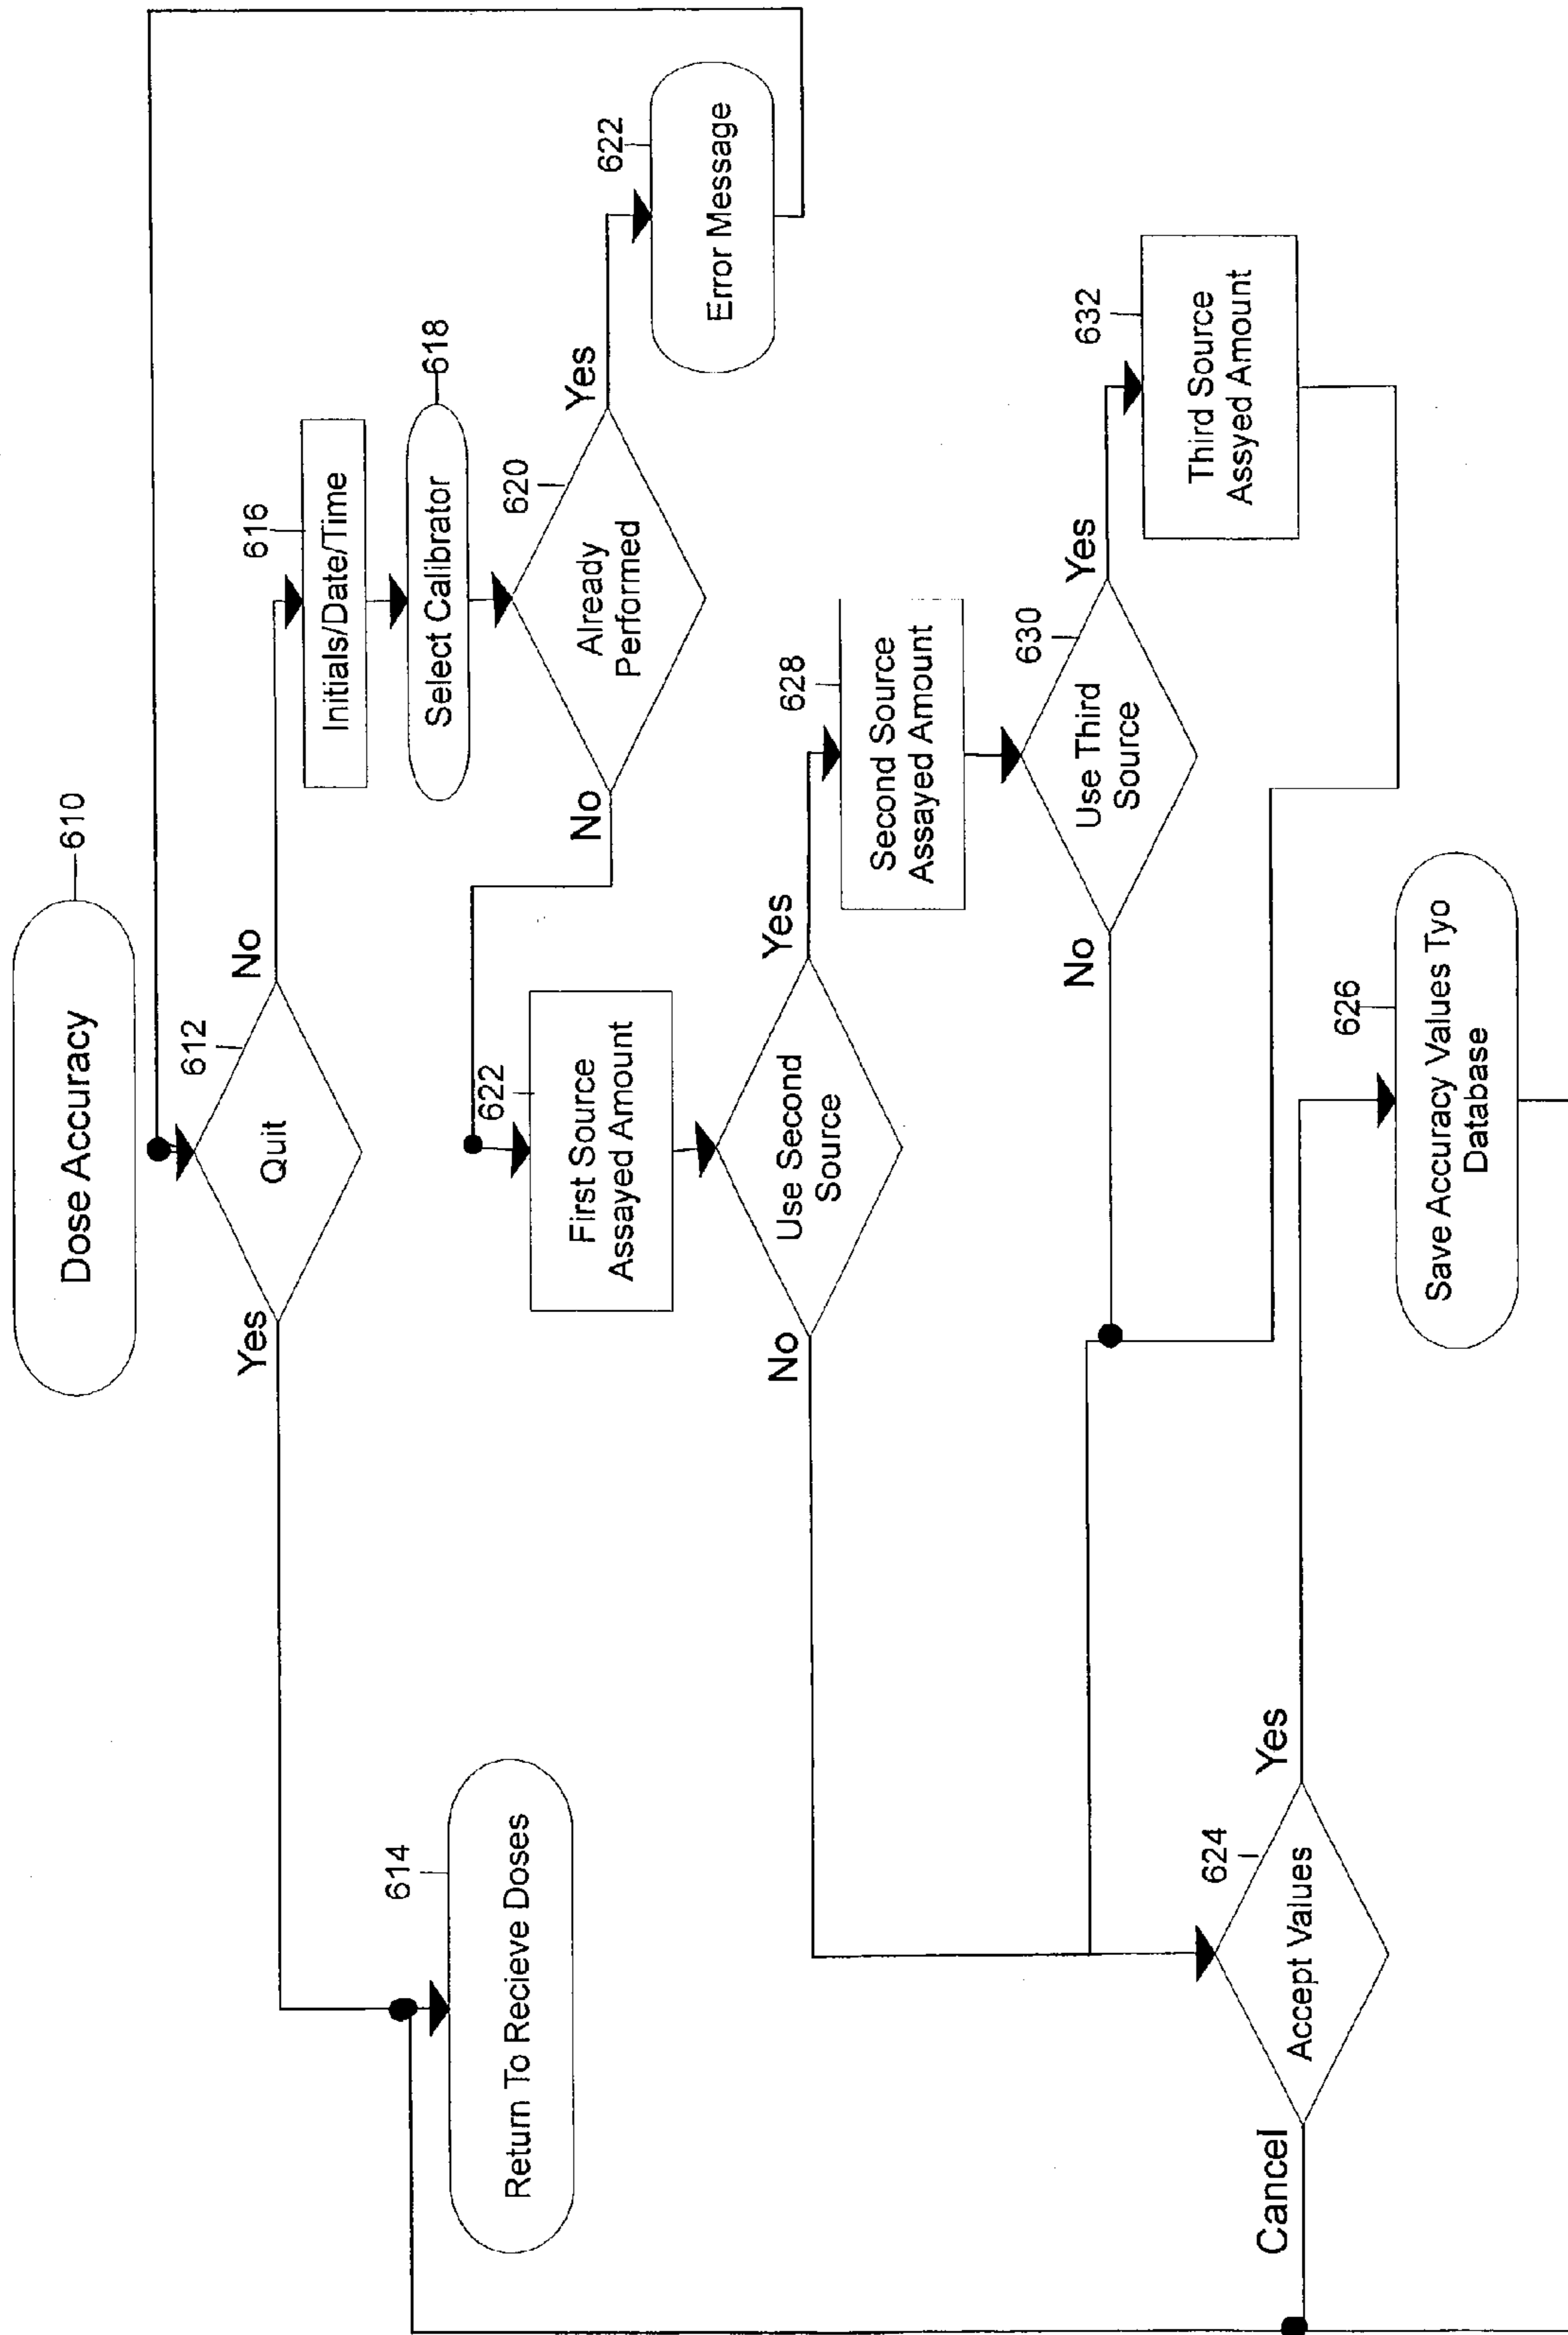 Dose Accuracy
610
612
Quit
Yes
No
614
Return To Recieve Doses
616
Initials/Date/Time
618
Select Calibrator
620
Already
Performed
No
Yes
622
Error Message
622
First Source
Assayed Amount
Use Second
Source
No
Yes
628
Second Source
Assayed Amount
630
Use Third
Source
No
Yes
632
Third Source
Assyed Amount
624
Accept Values
Cancel
Yes
626
Save Accuracy Values Tyo
Database